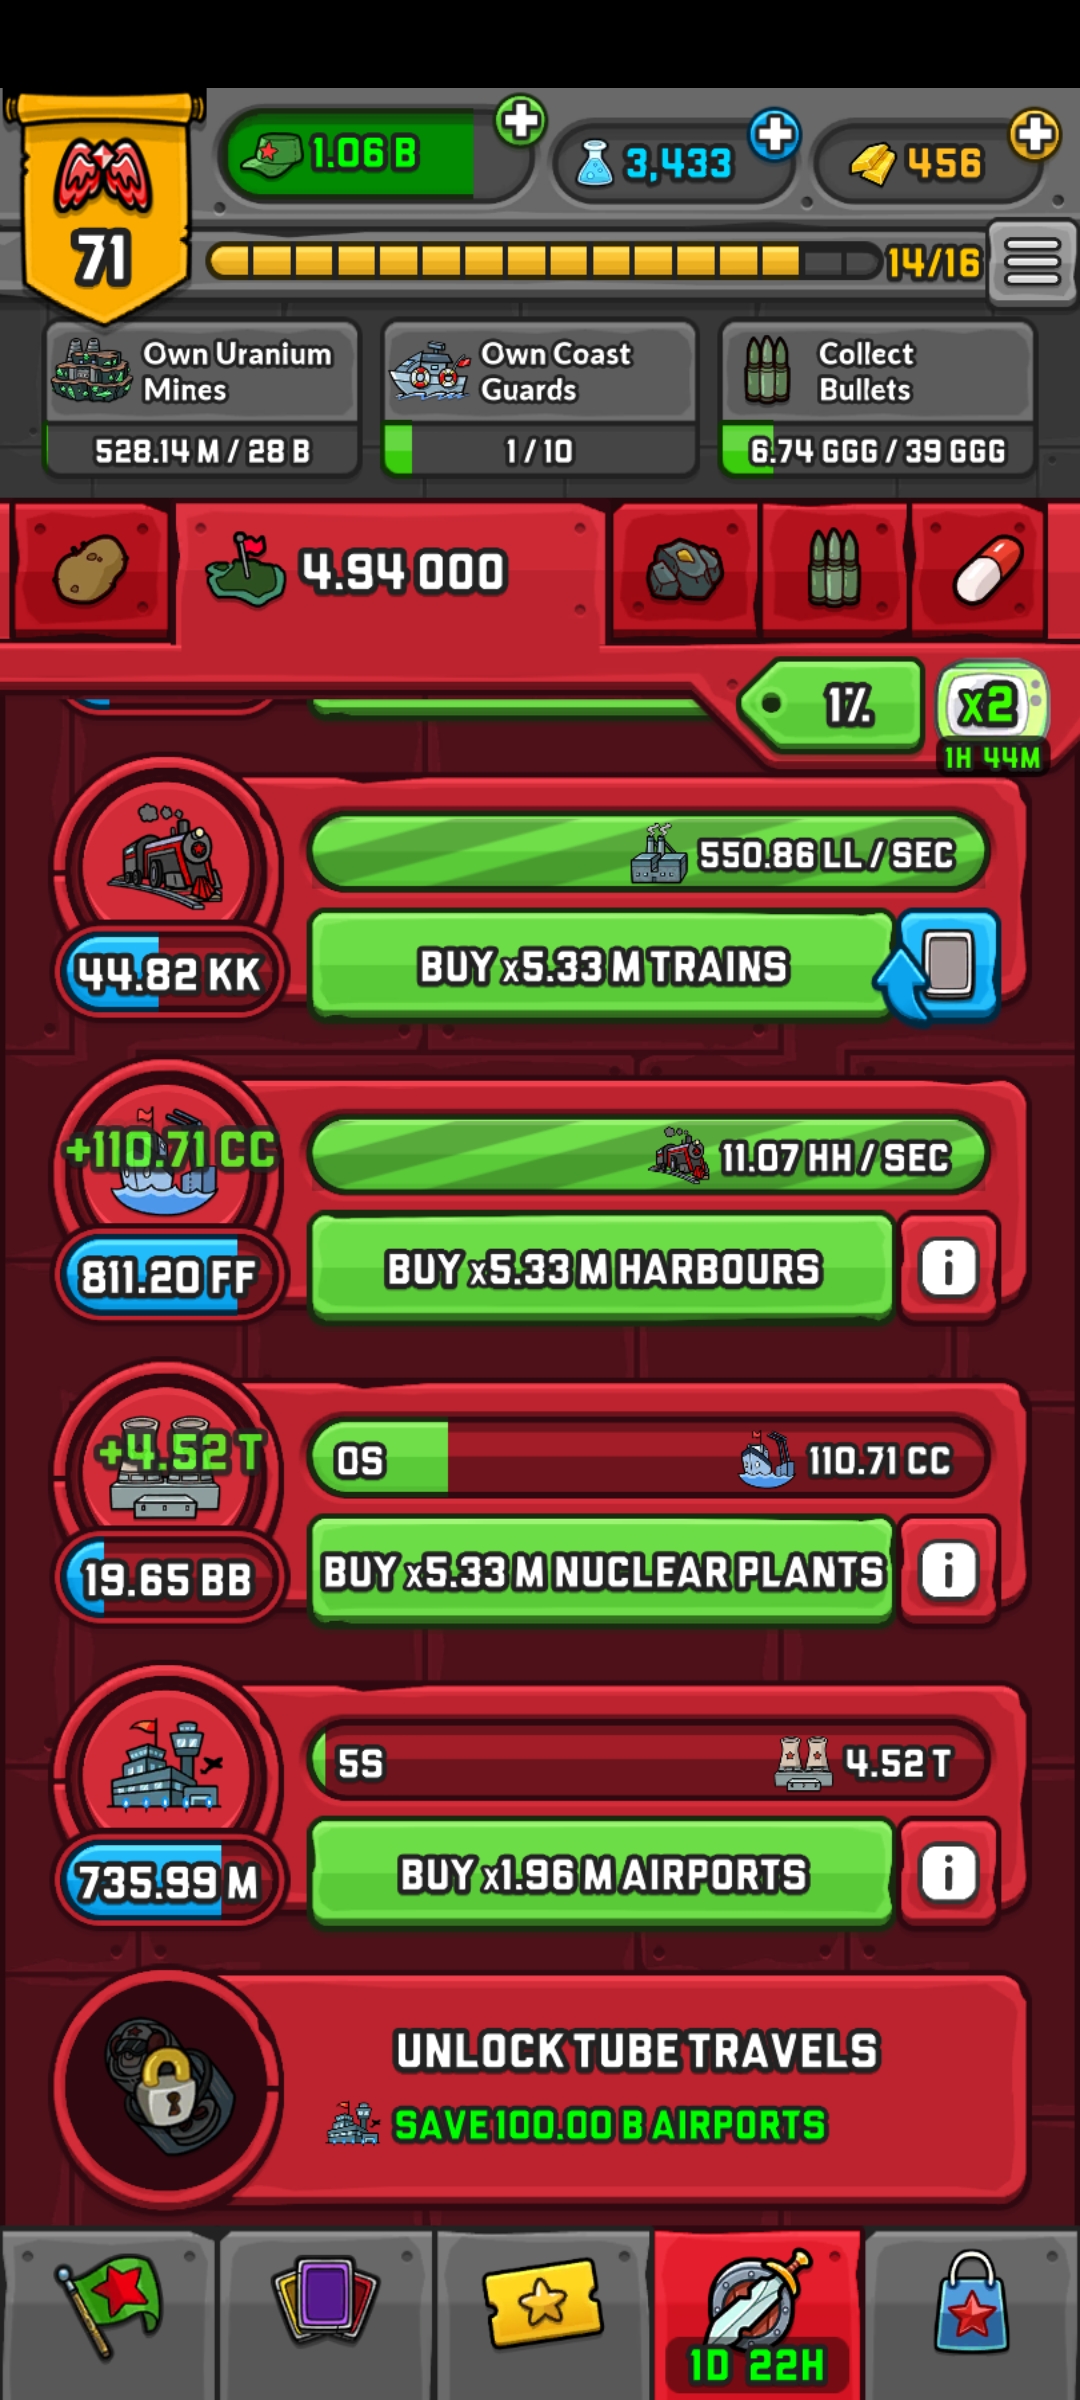 71
1.06 B
3,433
456
14/16
Own Uranium
Mines
528.14 M / 28 B
Own Coast
Guards
1 / 10
Collect
Bullets
6.74 GGG / 39 GGG
4.94 000
1%
x2
1H 44M
550.86 LL / SEC
44.82 KK
BUY x5.33 M TRAINS
+110.71 CC
11.07 HH / SEC
811.20 FF
BUY x5.33 M HARBOURS
i
+4.52 T
0S
110.71 CC
19.65 BB
BUY x5.33 M NUCLEAR PLANTS
i
5S
4.52 T
735.99 M
BUY x1.96 M AIRPORTS
i
UNLOCK TUBE TRAVELS
SAVE 100.00 B AIRPORTS
1D 22H